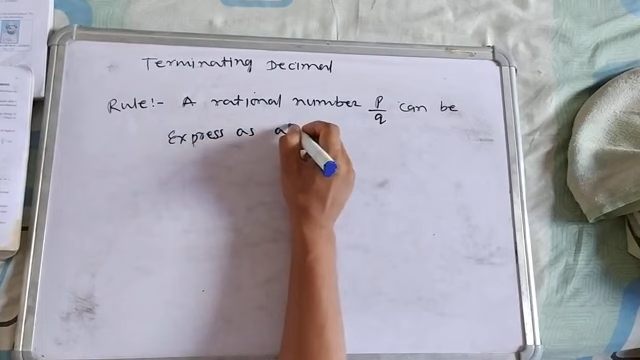 Terminating Decimal
Rule:- A rational number p/q can be
Express as a